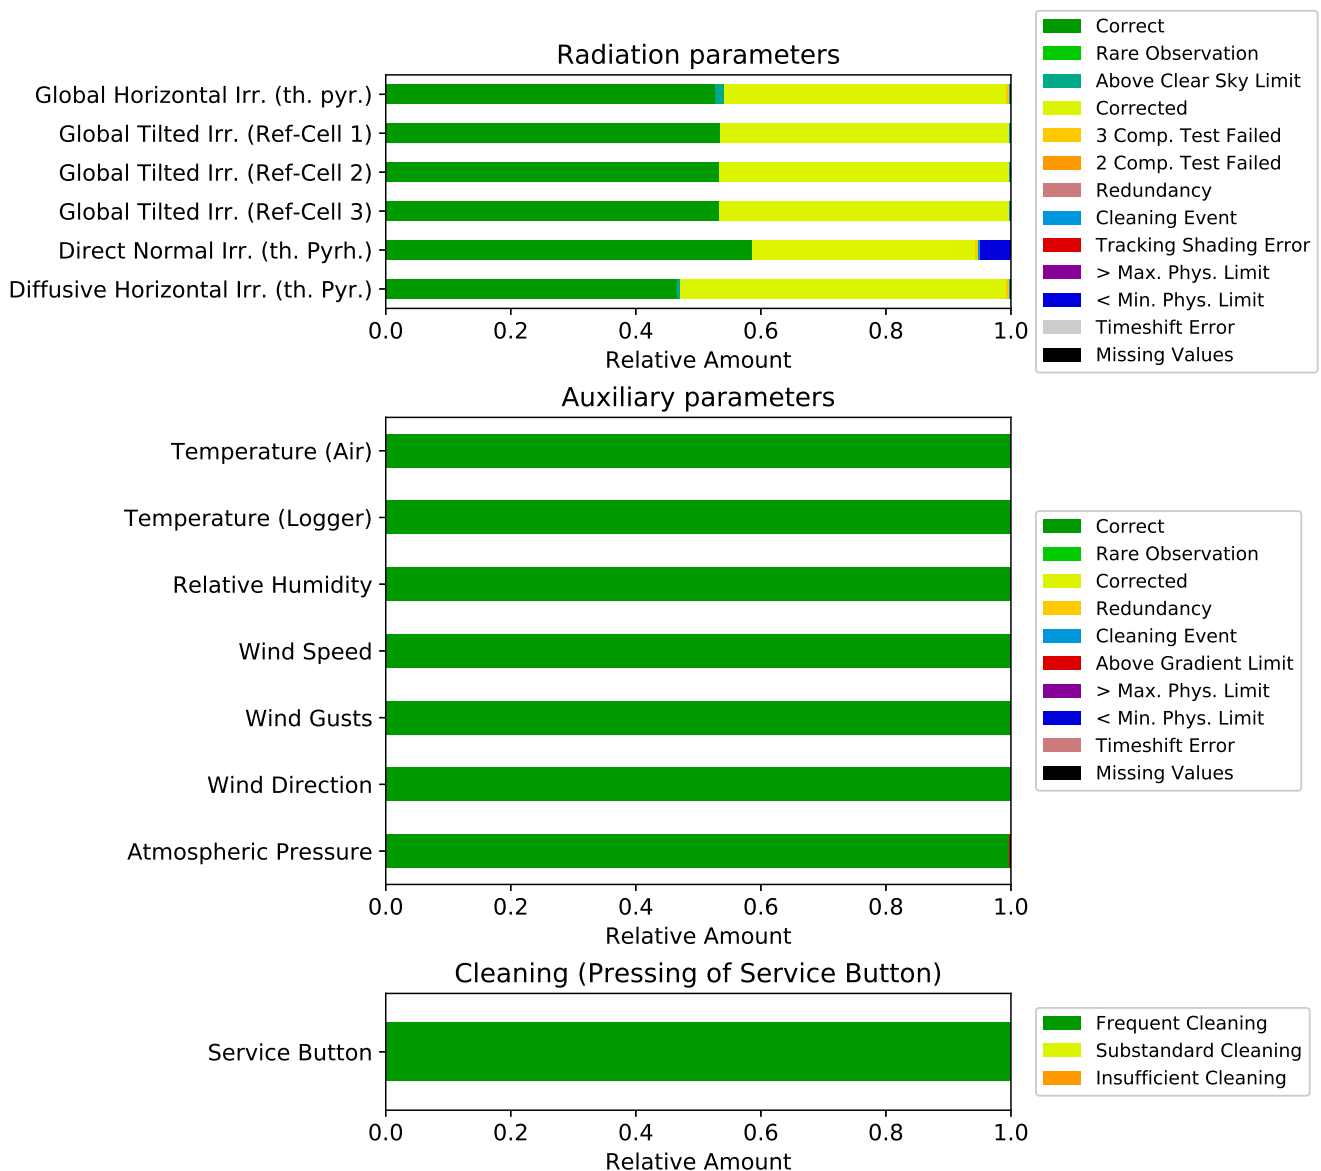 Radiation parameters
Global Horizontal Irr. (th. pyr.)
Global Tilted Irr. (Ref-Cell 1)
Global Tilted Irr. (Ref-Cell 2)
Global Tilted Irr. (Ref-Cell 3)
Direct Normal Irr. (th. Pyrh.)
Diffusive Horizontal Irr. (th. Pyr.)
0.0 0.2 0.4 0.6 0.8 1.0
Relative Amount
Correct
Rare Observation
Above Clear Sky Limit
Corrected
3 Comp. Test Failed
2 Comp. Test Failed
Redundancy
Cleaning Event
Tracking Shading Error
> Max. Phys. Limit
< Min. Phys. Limit
Timeshift Error
Missing Values
Auxiliary parameters
Temperature (Air)
Temperature (Logger)
Relative Humidity
Wind Speed
Wind Gusts
Wind Direction
Atmospheric Pressure
0.0 0.2 0.4 0.6 0.8 1.0
Relative Amount
Correct
Rare Observation
Corrected
Redundancy
Cleaning Event
Above Gradient Limit
> Max. Phys. Limit
< Min. Phys. Limit
Timeshift Error
Missing Values
Cleaning (Pressing of Service Button)
Service Button
0.0 0.2 0.4 0.6 0.8 1.0
Relative Amount
Frequent Cleaning
Substandard Cleaning
Insufficient Cleaning